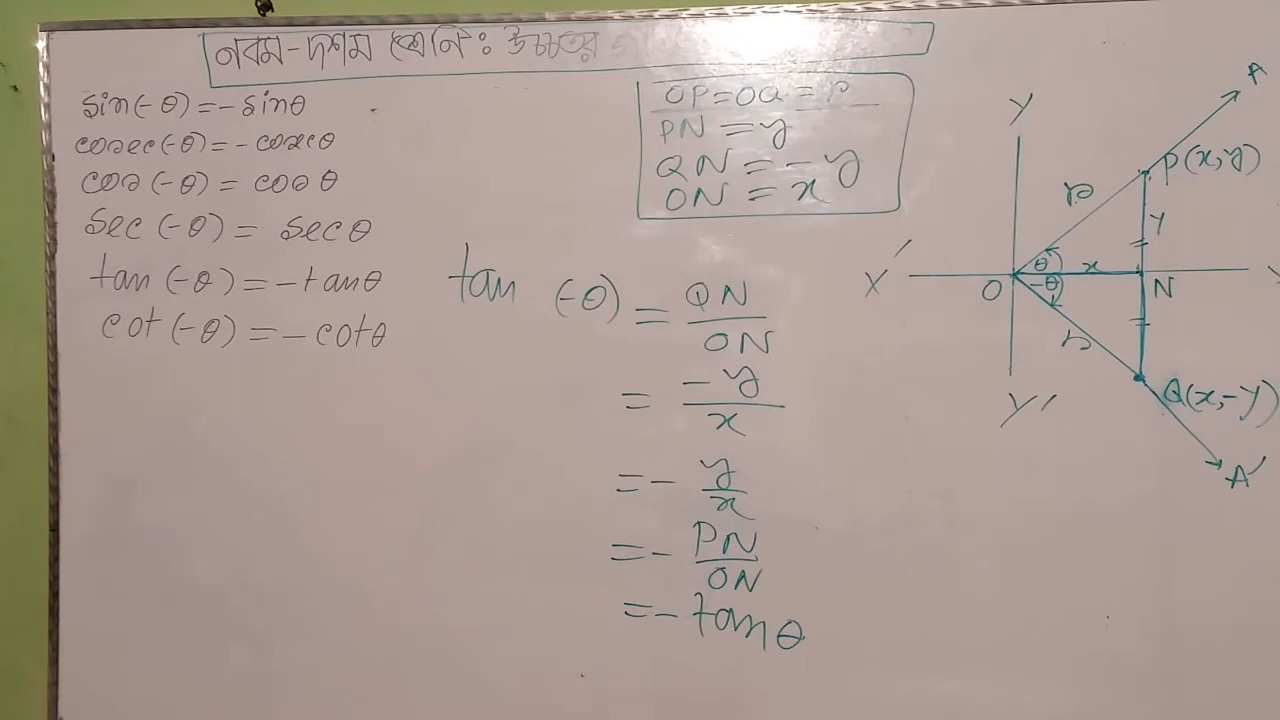 নবম-দশম শ্রেনি: উচ্চতর
sin(-θ)=-sinθ
cosec(-θ)=-cosecθ
cos(-θ)=cosθ
sec(-θ)=secθ
tan(-θ)=-tanθ
cot(-θ)=-cotθ
OP=OQ=r
PN=y
QN=-y
ON=x
tan (-θ) = QN/ON
= -y/x
=- y/x
=- PN/ON
=- tanθ
A
Y
P(x,y)
r
y
X'
θ
x
O
-θ
N
r
Y'
Q(x,-y)
A'